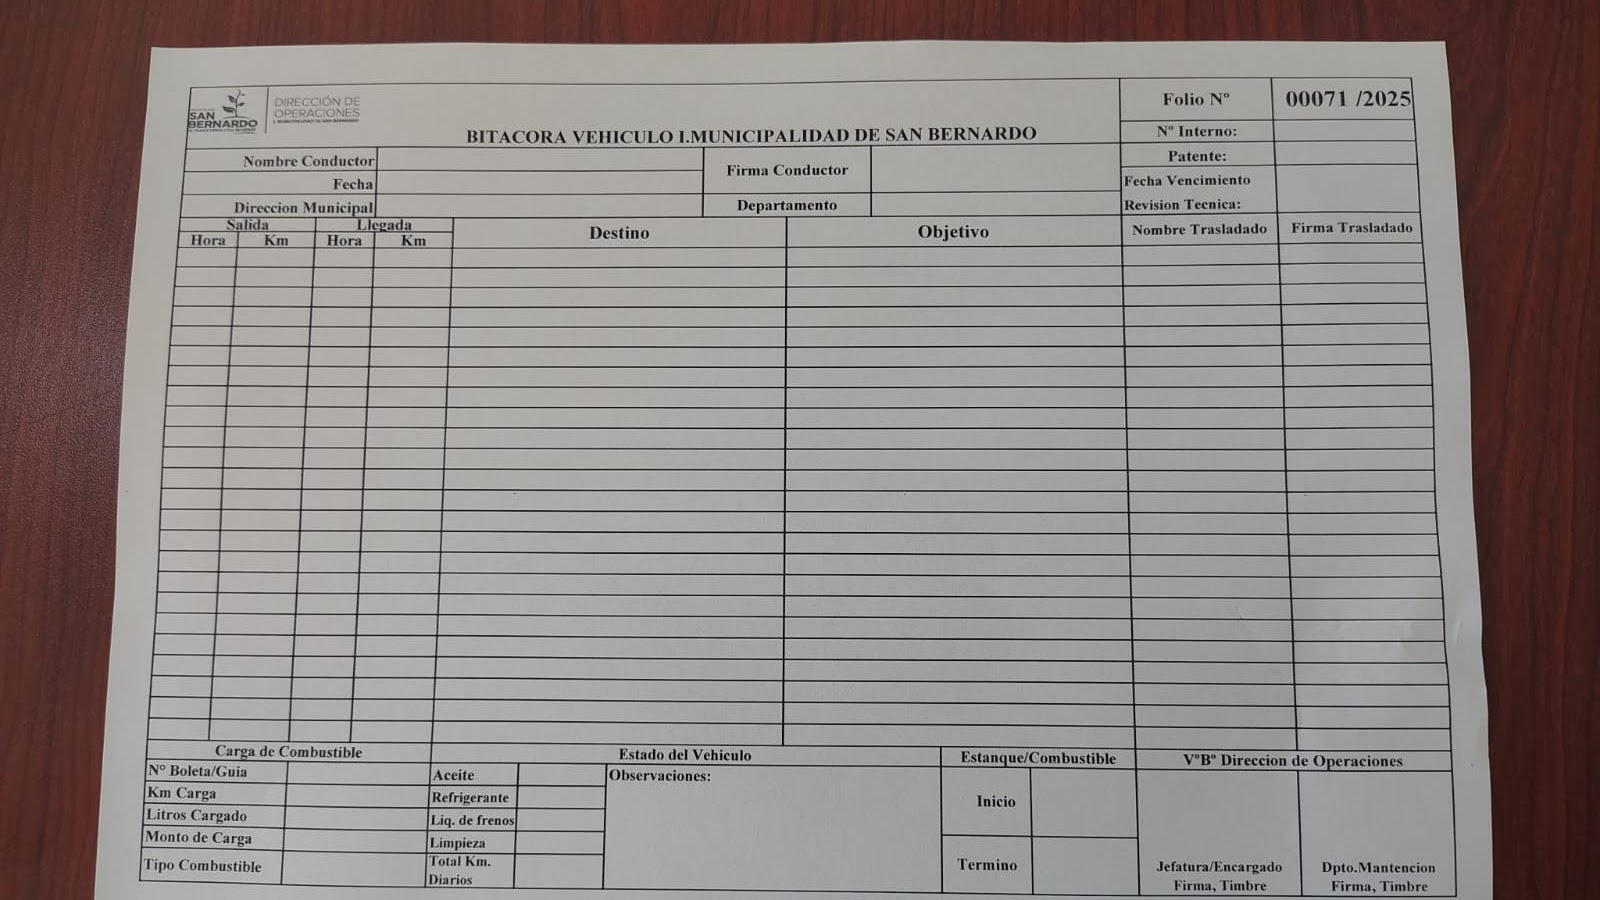 SAN
BERNARDO
DIRECCIÓN DE
OPERACIONES
I. MUNICIPALIDAD DE SAN BERNARDO
BITACORA VEHICULO I.MUNICIPALIDAD DE SAN BERNARDO
Folio Nº 00071 /2025
Nº Interno:
Patente:
Fecha Vencimiento
Revision Tecnica:
Nombre Conductor
Fecha
Direccion Municipal
Firma Conductor
Departamento
Salida Llegada
Hora Km Hora Km
Destino Objetivo Nombre Trasladado Firma Trasladado
Carga de Combustible
Nº Boleta/Guia
Km Carga
Litros Cargado
Monto de Carga
Tipo Combustible
Estado del Vehiculo
Aceite
Refrigerante
Liq. de frenos
Limpieza
Total Km.
Diarios
Observaciones:
Estanque/Combustible
Inicio
Termino
VºBº Direccion de Operaciones
Jefatura/Encargado
Firma, Timbre
Dpto.Mantencion
Firma, Timbre